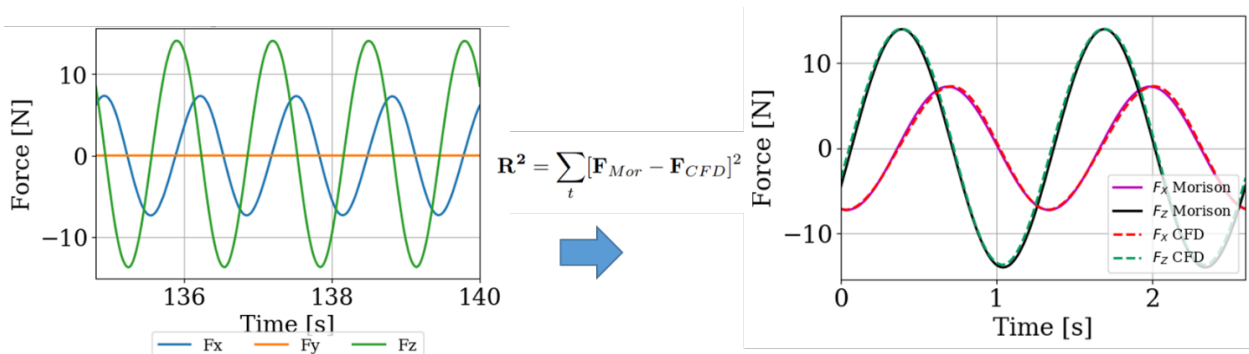 Force [N]
10
0
−10
136
138
140
Time [s]
Fx
Fy
Fz
R² = ∑ₜ[F_Mor − F_CFD]²
Force [N]
10
0
−10
0
1
2
Time [s]
F_X Morison
F_Z Morison
F_X CFD
F_Z CFD